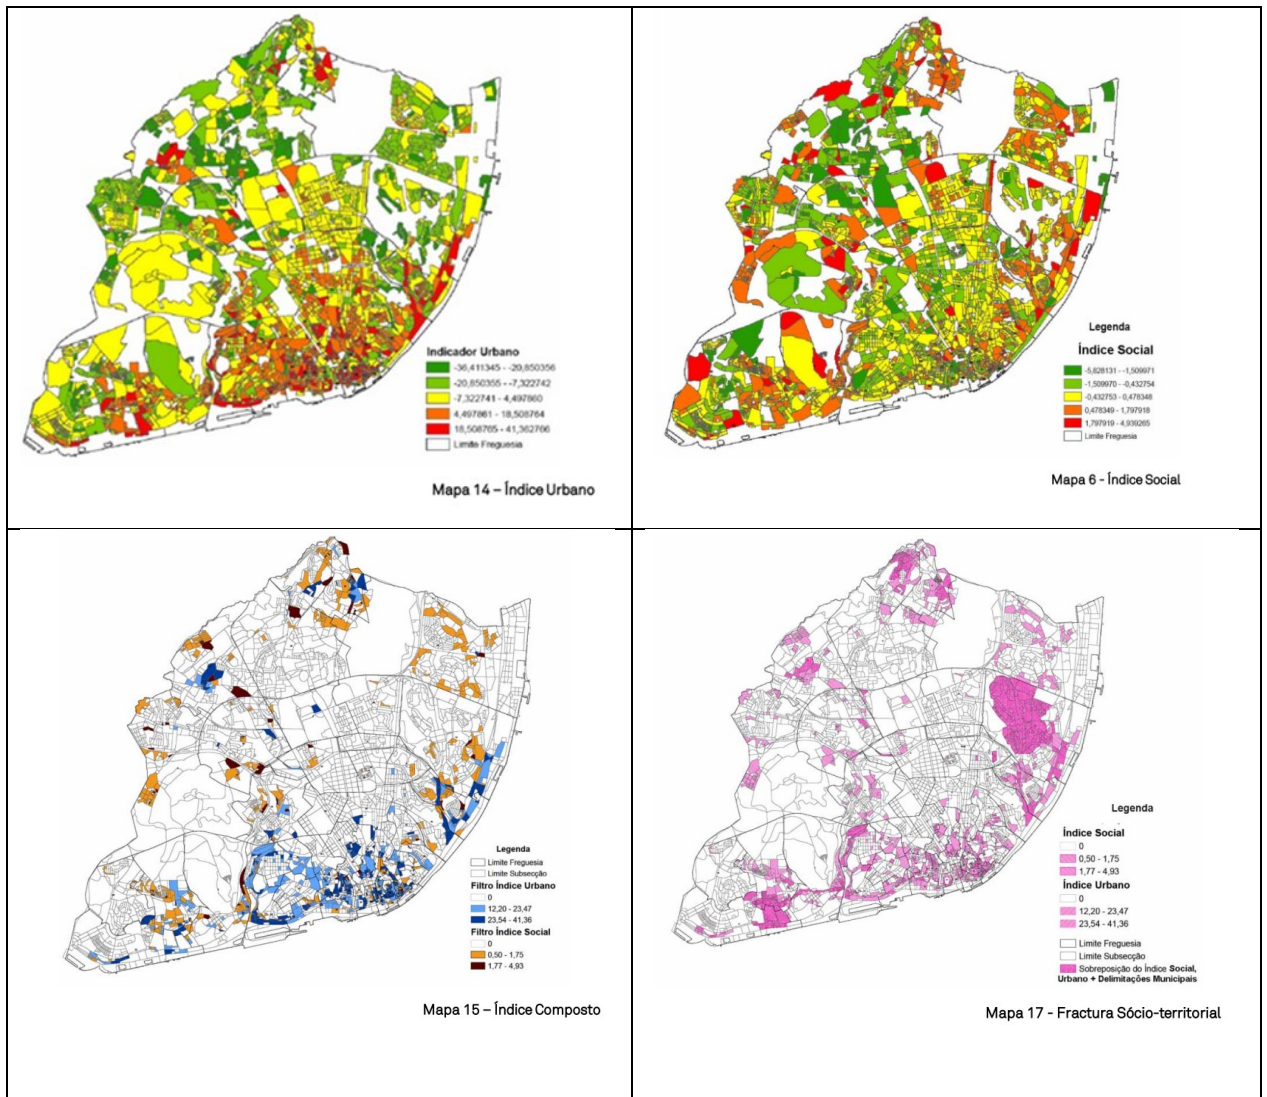 Indicador Urbano
-36,411345 - -20,850356
-20,850355 - -7,322742
-7,322741 - 4,497860
4,497861 - 18,508764
18,508765 - 41,362766
Limite Freguesia
Mapa 14 – Índice Urbano
Legenda
Índice Social
-5,828131 - -1,509971
-1,509970 - -0,432754
-0,432753 - 0,478348
0,478349 - 1,797918
1,797919 - 4,939265
Limite Freguesia
Mapa 6 - Índice Social
Legenda
Limite Freguesia
Limite Subsecção
Filtro Índice Urbano
0
12,20 - 23,47
23,54 - 41,36
Filtro Índice Social
0
0,50 - 1,75
1,77 - 4,93
Mapa 15 – Índice Composto
Legenda
Índice Social
0
0,50 - 1,75
1,77 - 4,93
Índice Urbano
0
12,20 - 23,47
23,54 - 41,36
Limite Freguesia
Limite Subsecção
Sobreposição do Índice Social,
Urbano + Delimitações Municipais
Mapa 17 - Fractura Sócio-territorial